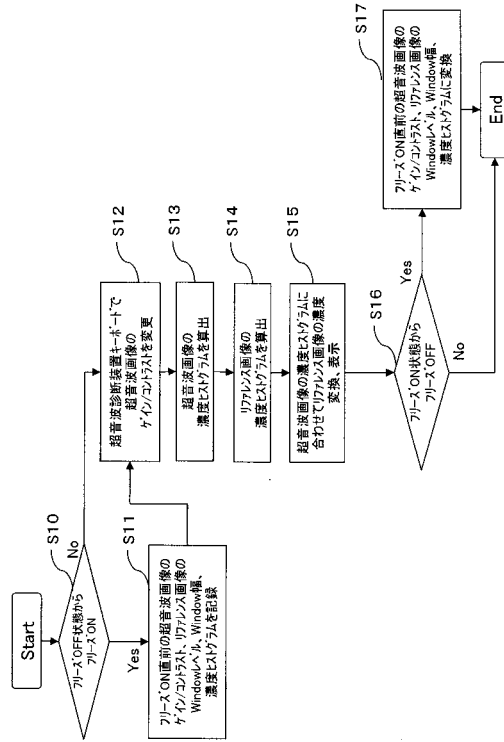 Start
S10
フリーズOFF状態から
フリーズON
No
Yes
S11
フリーズON直前の超音波画像の
ゲイン/コントラスト、リファレンス画像の
Windowレベル、Window幅、
濃度ヒストグラムを記録
S12
超音波診断装置キーボードで
超音波画像の
ゲイン/コントラストを変更
S13
超音波画像の
濃度ヒストグラムを算出
S14
リファレンス画像の
濃度ヒストグラムを算出
S15
超音波画像の濃度ヒストグラムに
合わせてリファレンス画像の濃度
変換、表示
S16
フリーズON状態から
フリーズOFF
Yes
No
S17
フリーズON直前の超音波画像の
ゲイン/コントラスト、リファレンス画像の
Windowレベル、Window幅、
濃度ヒストグラムに変換
End